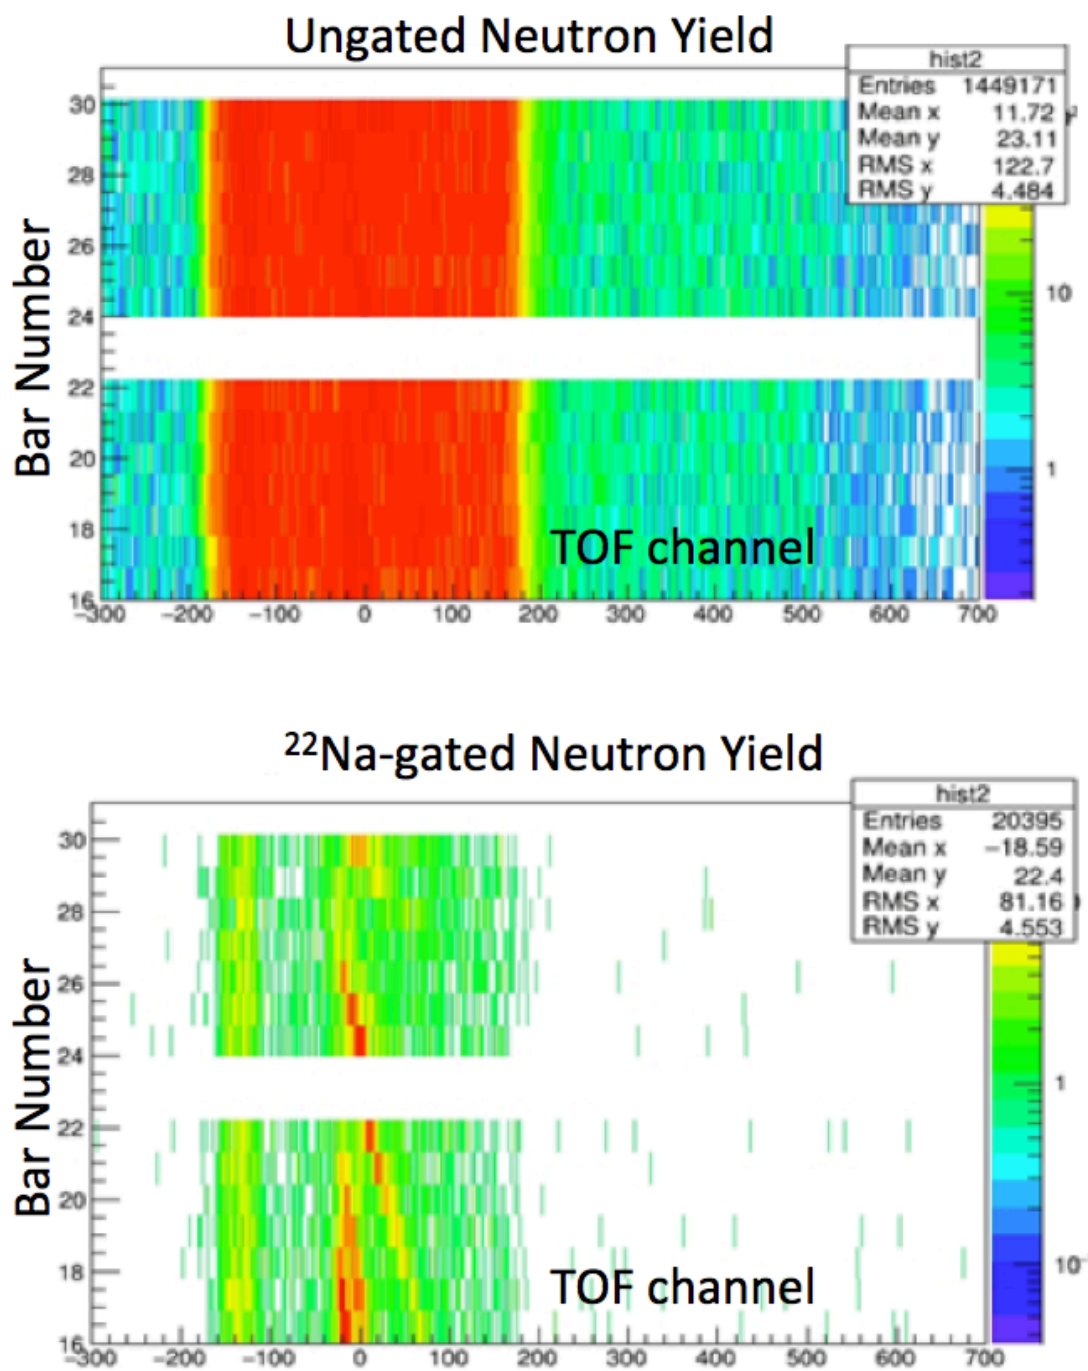 Ungated Neutron Yield
hist2
Entries 1449171
Mean x 11.72
Mean y 23.11
RMS x 122.7
RMS y 4.484
Bar Number
30
28
26
24
22
20
18
16
10
1
TOF channel
−300 −200 −100 0 100 200 300 400 500 600 700
²²Na-gated Neutron Yield
hist2
Entries 20395
Mean x −18.59
Mean y 22.4
RMS x 81.16
RMS y 4.553
Bar Number
30
28
26
24
22
20
18
16
1
10
TOF channel
−300 −200 −100 0 100 200 300 400 500 600 700